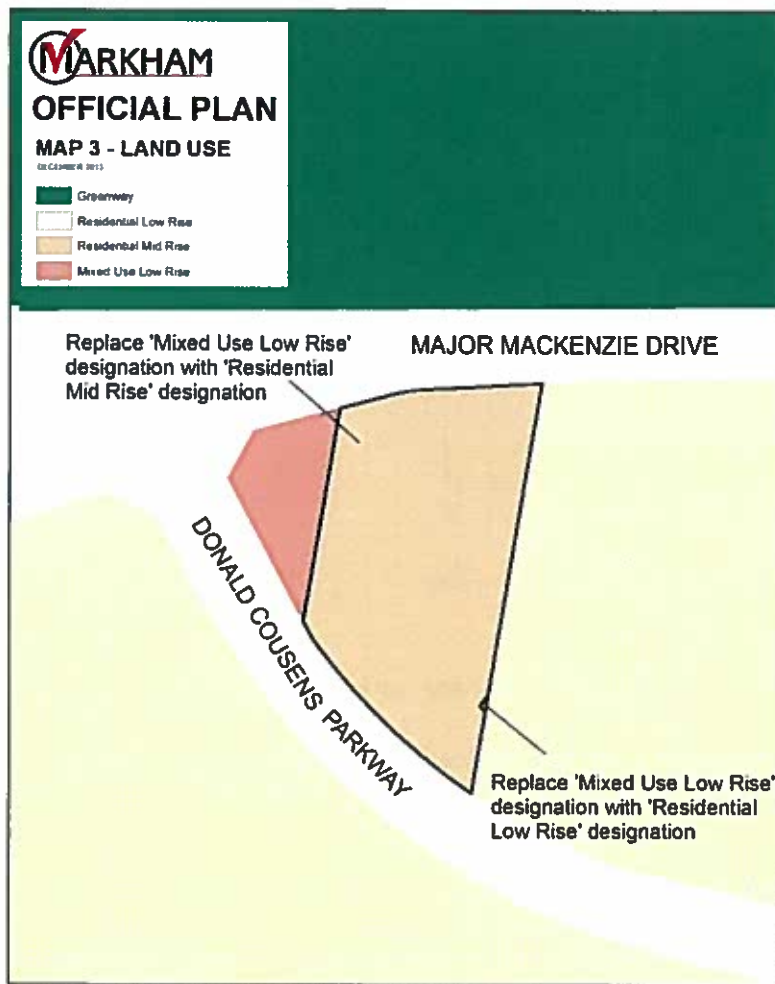 MARKHAM
OFFICIAL PLAN
MAP 3 - LAND USE
DECEMBER 2013
Greenway
Residential Low Rise
Residential Mid Rise
Mixed Use Low Rise
Replace 'Mixed Use Low Rise'
designation with 'Residential
Mid Rise' designation
MAJOR MACKENZIE DRIVE
DONALD COUSENS PARKWAY
Replace 'Mixed Use Low Rise'
designation with 'Residential
Low Rise' designation